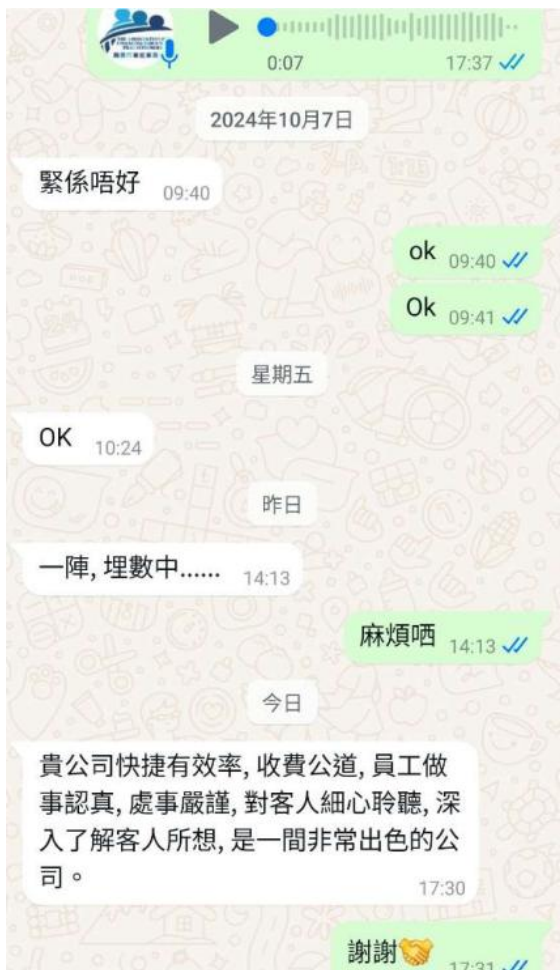 0:07 17:37
2024年10月7日
緊係唔好 09:40
ok 09:40
Ok 09:41
星期五
OK 10:24
昨日
一陣, 埋數中...... 14:13
麻煩哂 14:13
今日
貴公司快捷有效率, 收費公道, 員工做
事認真, 處事嚴謹, 對客人細心聆聽, 深
入了解客人所想, 是一間非常出色的公
司。
17:30
謝謝🤝 17:31